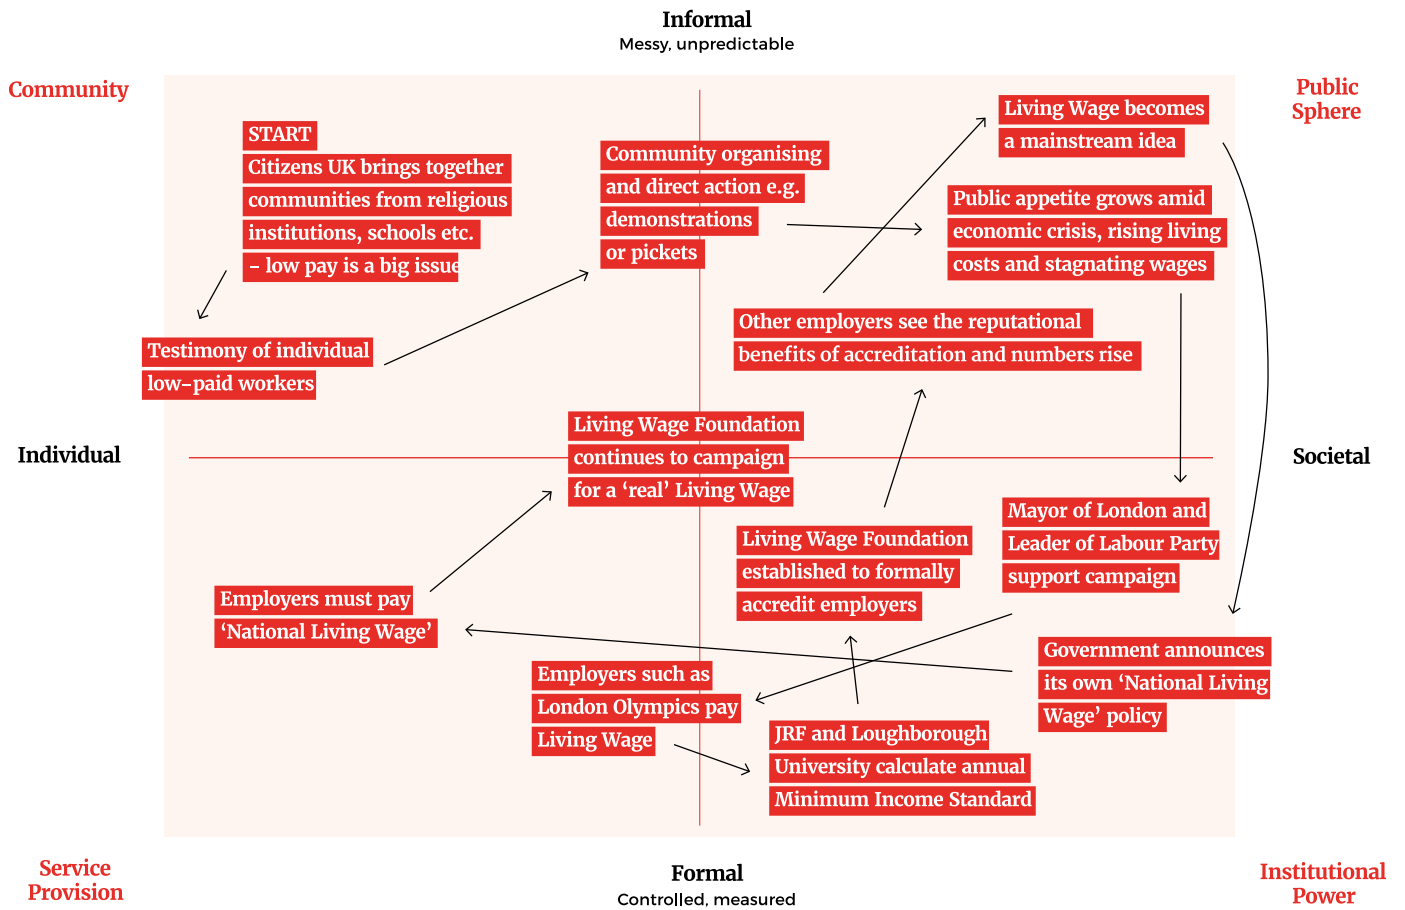 Informal
Messy, unpredictable
Community
Public
Sphere
START
Citizens UK brings together
communities from religious
institutions, schools etc.
– low pay is a big issue
Community organising
and direct action e.g.
demonstrations
or pickets
Living Wage becomes
a mainstream idea
Public appetite grows amid
economic crisis, rising living
costs and stagnating wages
Testimony of individual
low-paid workers
Other employers see the reputational
benefits of accreditation and numbers rise
Individual
Living Wage Foundation
continues to campaign
for a ‘real’ Living Wage
Societal
Mayor of London and
Leader of Labour Party
support campaign
Living Wage Foundation
established to formally
accredit employers
Employers must pay
‘National Living Wage’
Government announces
its own ‘National Living
Wage’ policy
Employers such as
London Olympics pay
Living Wage
JRF and Loughborough
University calculate annual
Minimum Income Standard
Service
Provision
Formal
Controlled, measured
Institutional
Power